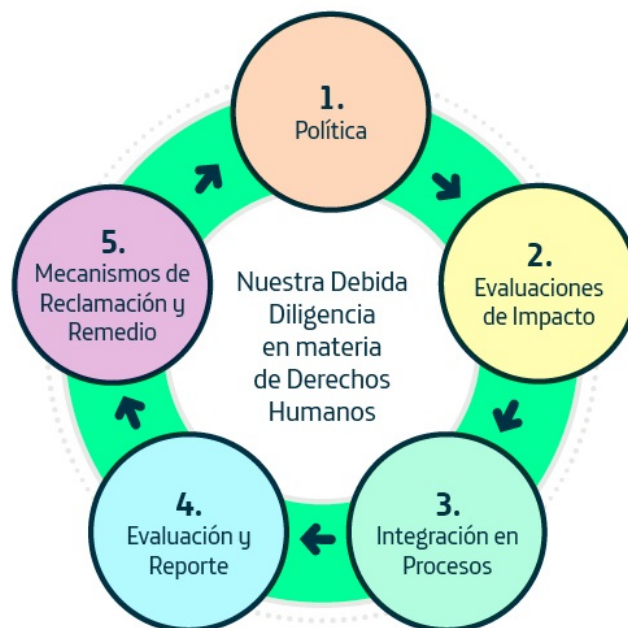 1.
Política
2.
Evaluaciones
de Impacto
3.
Integración en
Procesos
4.
Evaluación y
Reporte
5.
Mecanismos de
Reclamación y
Remedio
Nuestra Debida
Diligencia
en materia
de Derechos
Humanos